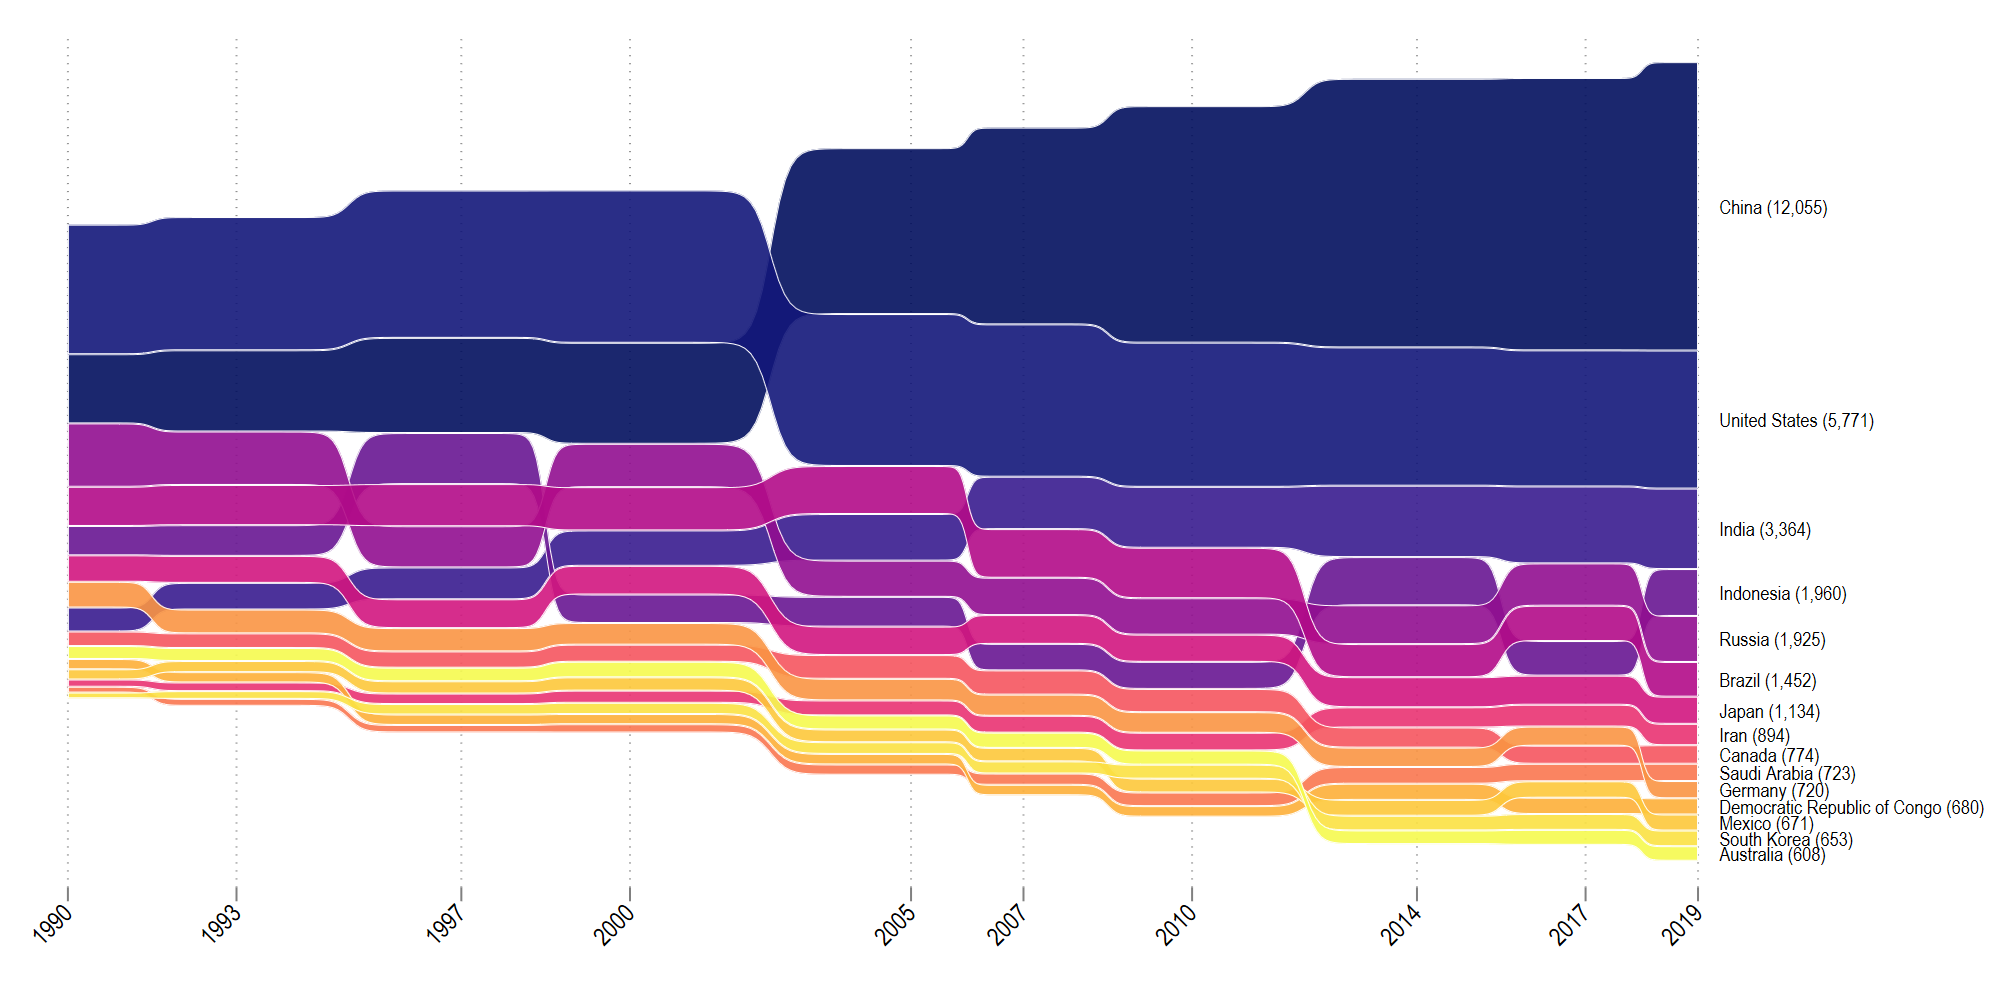 China (12,055)
United States (5,771)
India (3,364)
Indonesia (1,960)
Russia (1,925)
Brazil (1,452)
Japan (1,134)
Iran (894)
Canada (774)
Saudi Arabia (723)
Germany (720)
Democratic Republic of Congo (680)
Mexico (671)
South Korea (653)
Australia (608)
1990
1993
1997
2000
2005
2007
2010
2014
2017
2019